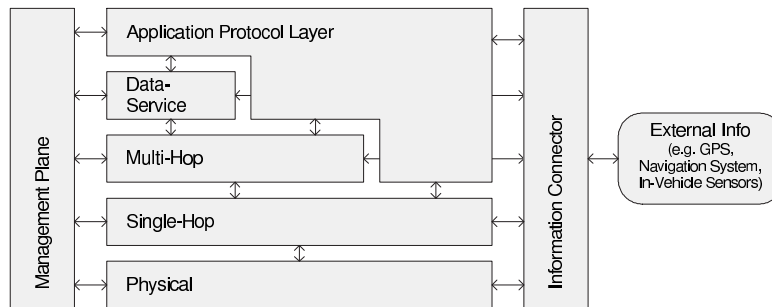 Application Protocol Layer
Data-
Service
Multi-Hop
Single-Hop
Physical
Management Plane
Information Connector
External Info
(e.g. GPS,
Navigation System,
In-Vehicle Sensors)